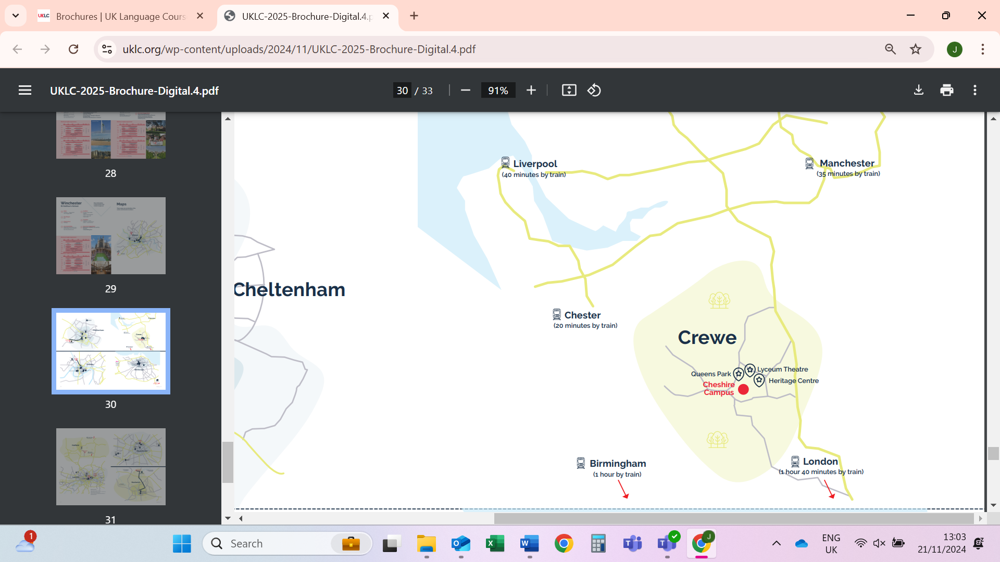 UKLC Brochures | UK Language Cours
UKLC-2025-Brochure-Digital.4.p
uklc.org/wp-content/uploads/2024/11/UKLC-2025-Brochure-Digital.4.pdf
J
UKLC-2025-Brochure-Digital.4.pdf
30 / 33
91%
28
Winchester
Maps
29
30
31
Liverpool
(40 minutes by train)
Manchester
(35 minutes by train)
Cheltenham
Chester
(20 minutes by train)
Crewe
Queens Park
Lyceum Theatre
Heritage Centre
Cheshire
Campus
Birmingham
(1 hour by train)
London
(1 hour 40 minutes by train)
1
Search
ENG
UK
13:03
21/11/2024